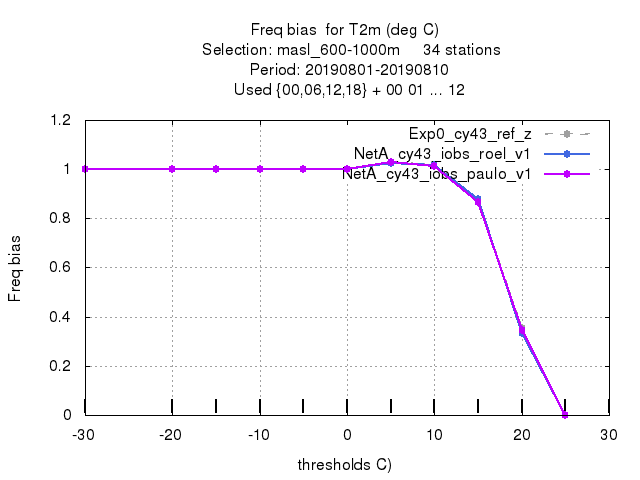 Freq bias  for T2m (deg C)
Selection: masl_600-1000m     34 stations
Period: 20190801-20190810
Used {00,06,12,18} + 00 01 ... 12
1.2
1
0.8
0.6
0.4
0.2
0
Freq bias
Exp0_cy43_ref_z
NetA_cy43_iobs_roel_v1
NetA_cy43_iobs_paulo_v1
-30 -20 -10 0 10 20 30
thresholds C)